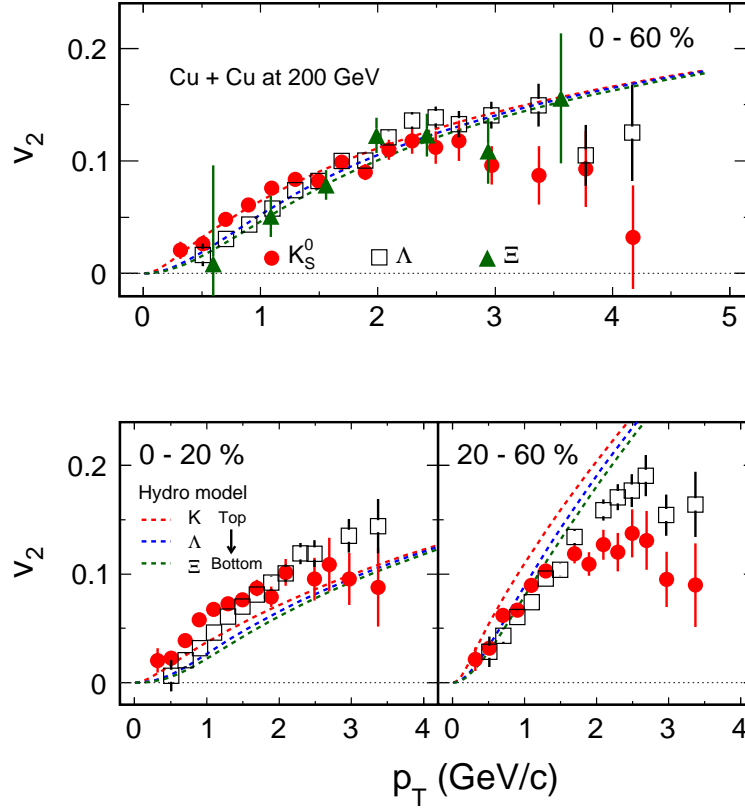 0 - 60 %
Cu + Cu at 200 GeV
0.2
0.1
0
v₂
K⁰_S Λ Ξ
0 1 2 3 4 5
0 - 20 % 20 - 60 %
0.2
0.1
0
v₂
Hydro model
K Top
Λ
Ξ Bottom
0 1 2 3 4 0 1 2 3 4
p_T (GeV/c)